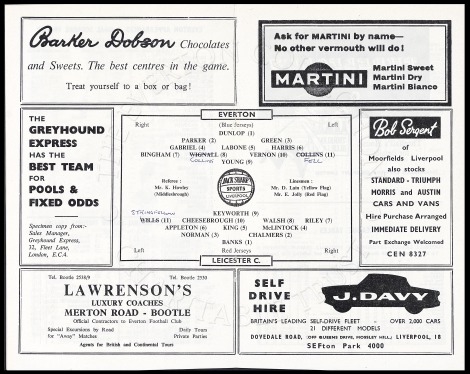 Barker Dobson Chocolates
and Sweets. The best centres in the game.
Treat yourself to a box or bag!
Ask for MARTINI by name—
No other vermouth will do!
MARTINI
Martini Sweet
Martini Dry
Martini Bianco
THE
GREYHOUND
EXPRESS
HAS THE
BEST TEAM
FOR
POOLS &
FIXED ODDS
Specimen copy from:-
Sales Manager,
Greyhound Express,
32, Fleet Lane,
London, E.C.4.
EVERTON
Right (Blue Jerseys) Left
DUNLOP (1)
PARKER (2) GREEN (3)
GABRIEL (4) LABONE (5) HARRIS (6)
BINGHAM (7) WIGNALL (8) VERNON (10) COLLINS (11)
COLLINS
YOUNG (9)
Referee :
Mr. K. Howley
(Middlesbrough)
JACK SHARP
SPORTS
LIVERPOOL
Linesmen :
Mr. D. Lain (Yellow Flag)
Mr. E. Jolly (Red Flag)
STRINGFELLOW
KEYWORTH (9)
WILLS (11) CHEESEBROUGH (10) WALSH (8) RILEY (7)
APPLETON (6) KING (5) McLINTOCK (4)
NORMAN (3) CHALMERS (2)
BANKS (1)
Left (Red Jerseys) Right
LEICESTER C.
Bob Sergent
of
Moorfields Liverpool
also stocks
STANDARD - TRIUMPH
MORRIS and AUSTIN
CARS AND VANS
Hire Purchase Arranged
IMMEDIATE DELIVERY
Part Exchange Welcomed
CEN 8327
Tel. Bootle 2538/9 Tel. Bootle 2530
LAWRENSON'S
LUXURY COACHES
MERTON ROAD - BOOTLE
Official Contractors to Everton Football Club
Special Excursions by Road
for "Away" Matches
Daily Tours
Private Parties
Agents for British and Continental Tours
SELF
DRIVE
HIRE
J. DAVY
BRITAIN'S LEADING SELF-DRIVE FLEET - OVER 2,000 CARS
21 DIFFERENT MODELS
DOVEDALE ROAD, (OFF QUEENS DRIVE, MOSSLEY HILL) LIVERPOOL, 18
SEFton Park 4000